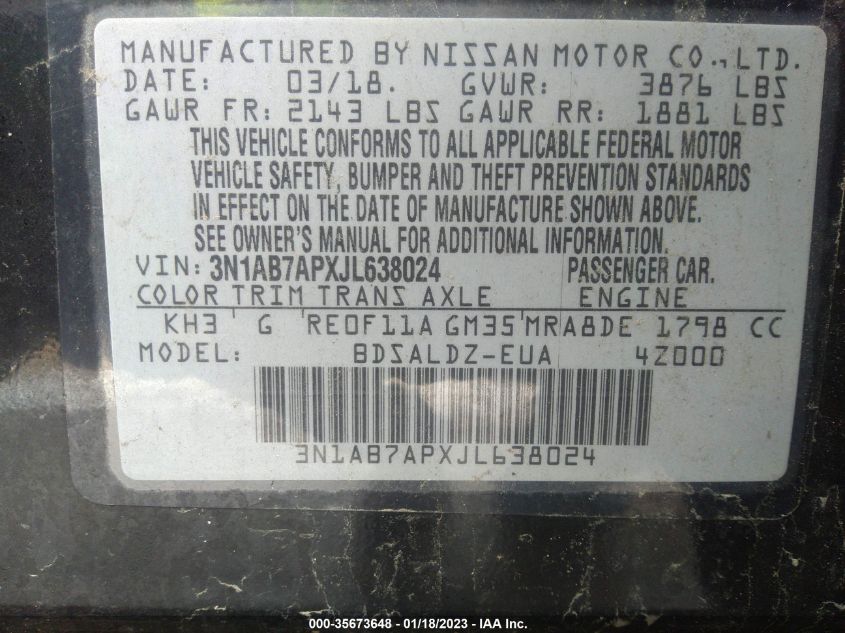 MANUFACTURED BY NISSAN MOTOR CO., LTD.
DATE: 03/18. GVWR: 3876 LBS
GAWR FR: 2143 LBS GAWR RR: 1881 LBS
THIS VEHICLE CONFORMS TO ALL APPLICABLE FEDERAL MOTOR
VEHICLE SAFETY, BUMPER AND THEFT PREVENTION STANDARDS
IN EFFECT ON THE DATE OF MANUFACTURE SHOWN ABOVE.
SEE OWNER'S MANUAL FOR ADDITIONAL INFORMATION.
VIN: 3N1AB7APXJL638024 PASSENGER CAR.
COLOR TRIM TRANS AXLE ENGINE
KH3 G RE0F11A GM35 MRA8DE 1798 CC
MODEL: BDSALDZ-EUA 4Z000
3N1AB7APXJL638024
000-35673648 - 01/18/2023 - IAA Inc.